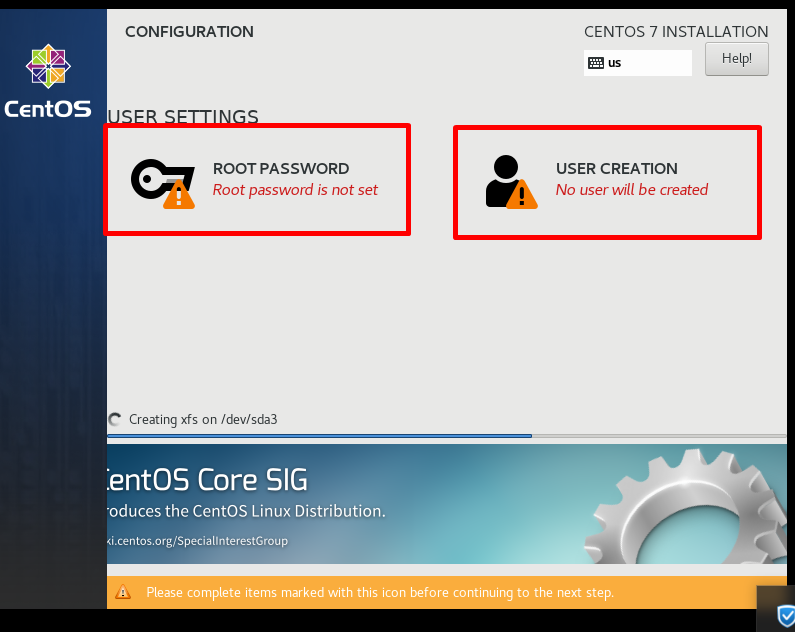 CONFIGURATION
CENTOS 7 INSTALLATION
us
Help!
CentOS
USER SETTINGS
ROOT PASSWORD
Root password is not set
USER CREATION
No user will be created
Creating xfs on /dev/sda3
entOS Core SIG
roduces the CentOS Linux Distribution.
ki.centos.org/SpecialInterestGroup
Please complete items marked with this icon before continuing to the next step.